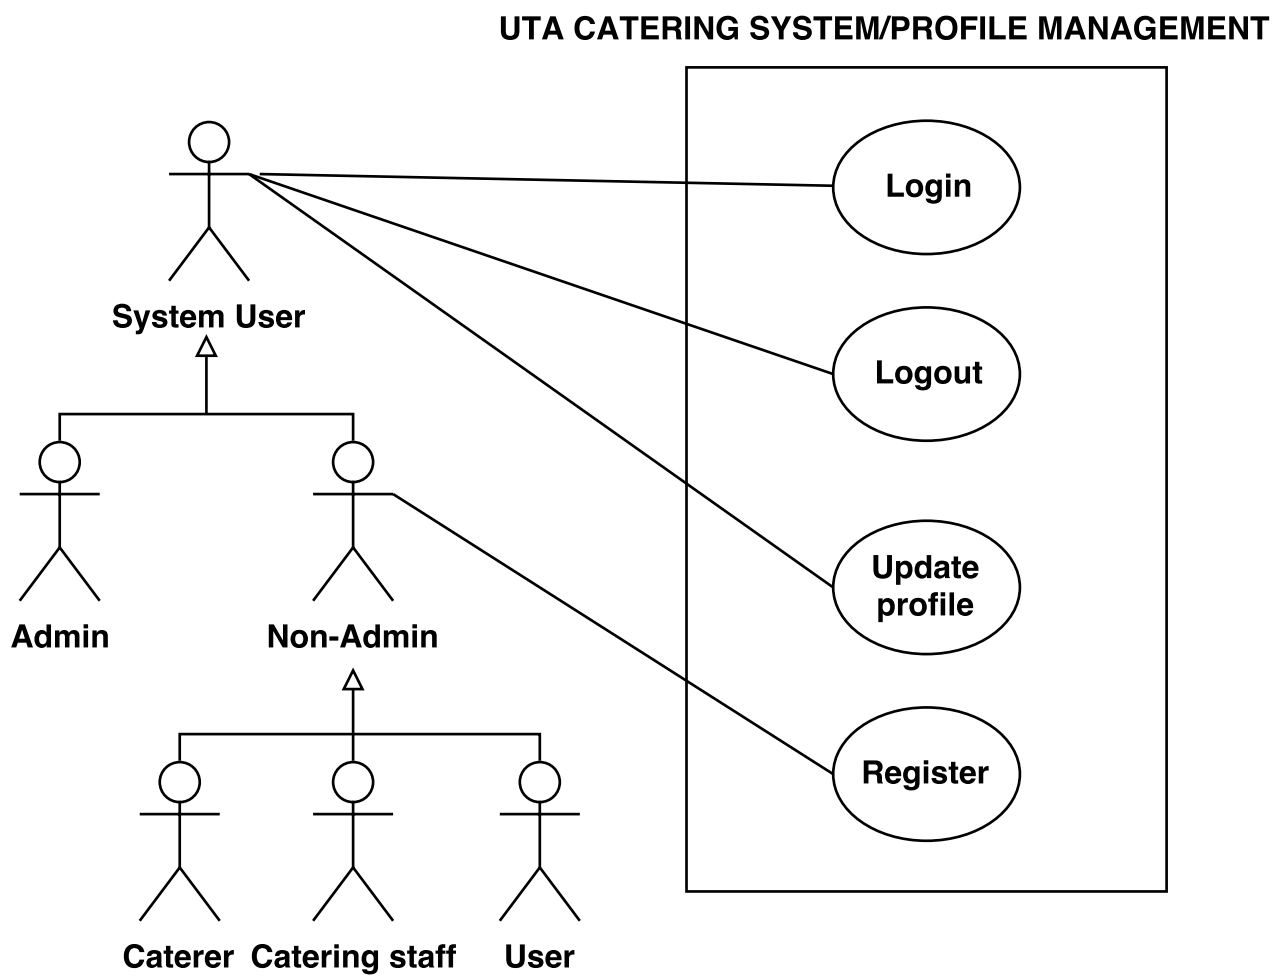 UTA CATERING SYSTEM/PROFILE MANAGEMENT
Login
System User
Logout
Update
profile
Admin
Non-Admin
Register
Caterer
Catering staff
User